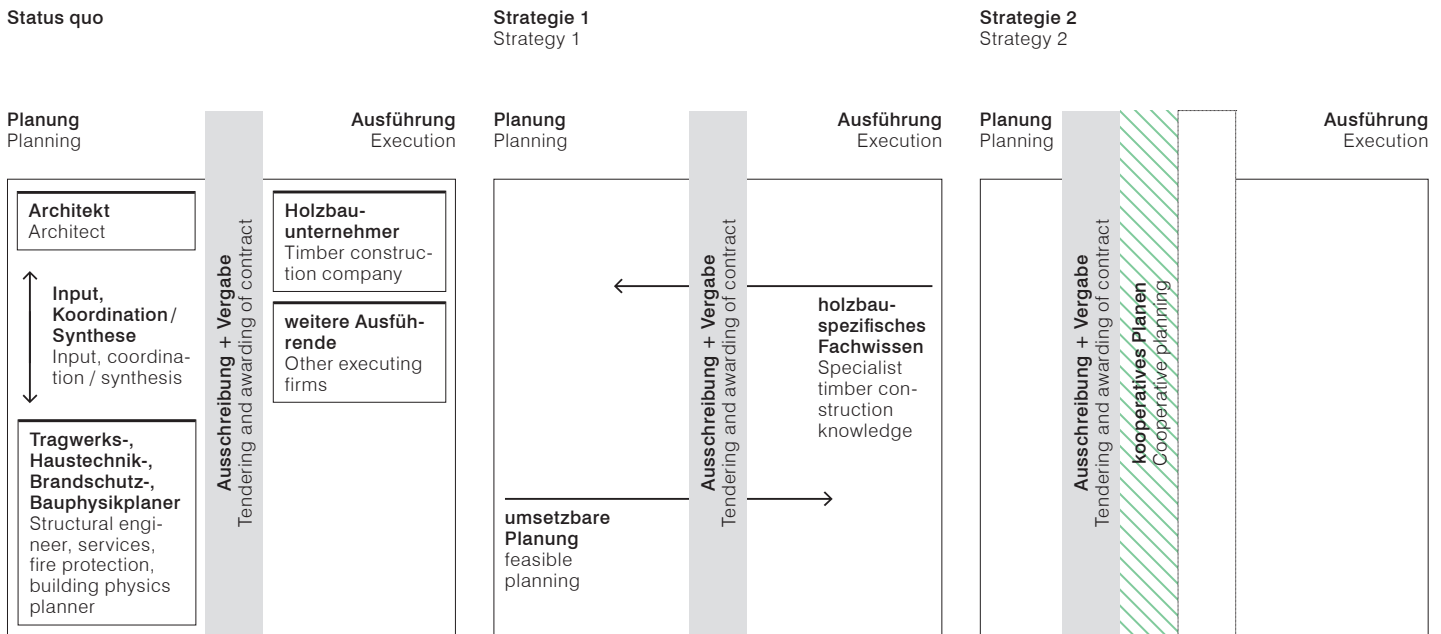 Status quo
Planung
Planning
Ausführung
Execution
Architekt
Architect
Input,
Koordination /
Synthese
Input, coordina-
tion / synthesis
Tragwerks-,
Haustechnik-,
Brandschutz-,
Bauphysikplaner
Structural engi-
neer, services,
fire protection,
building physics
planner
Ausschreibung + Vergabe
Tendering and awarding of contract
Holzbau-
unternehmer
Timber construc-
tion company
weitere Ausfüh-
rende
Other executing
firms
Strategie 1
Strategy 1
Planung
Planning
Ausführung
Execution
umsetzbare
Planung
feasible
planning
Ausschreibung + Vergabe
Tendering and awarding of contract
holzbau-
spezifisches
Fachwissen
Specialist
timber con-
struction
knowledge
Strategie 2
Strategy 2
Planung
Planning
Ausführung
Execution
Ausschreibung + Vergabe
Tendering and awarding of contract
kooperatives Planen
Cooperative planning